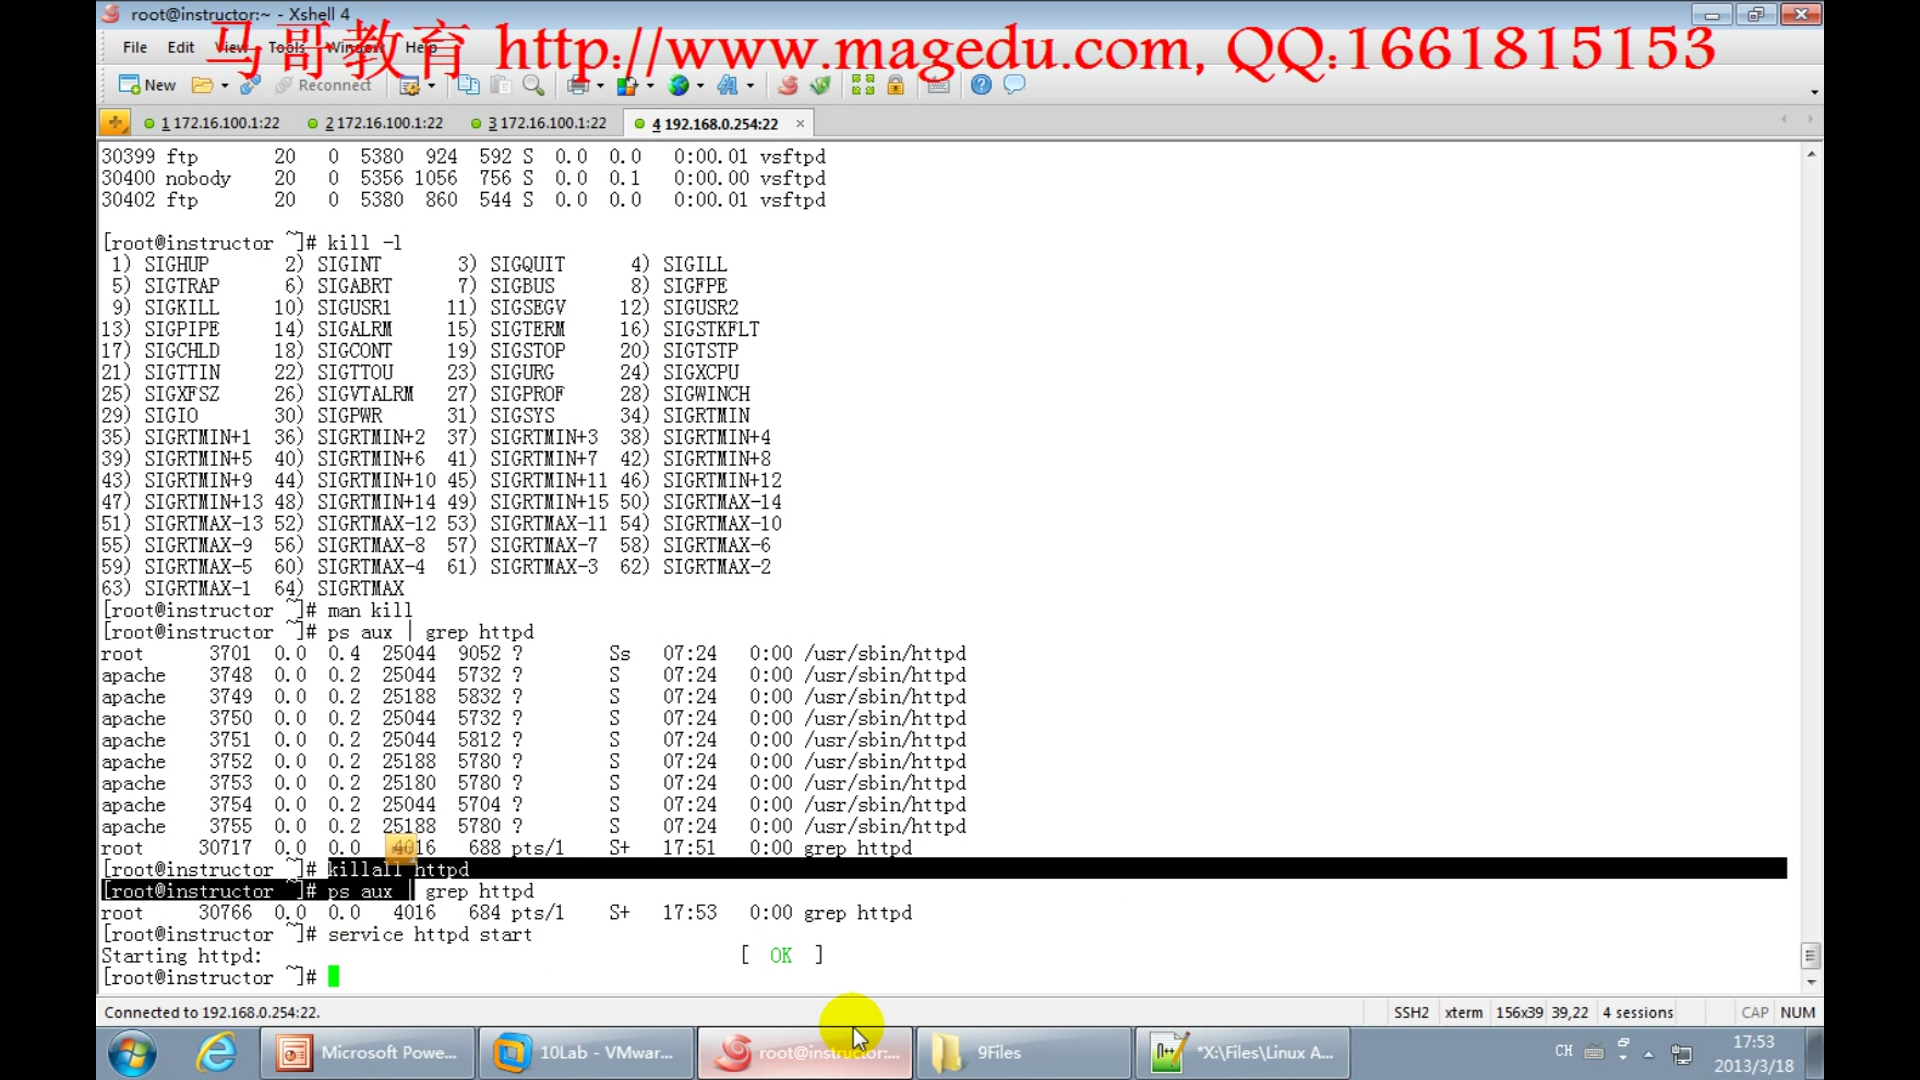 root@instructor:~ - Xshell 4
File Edit View Tools Window Help
马哥教育 http://www.magedu.com, QQ:1661815153
New Reconnect
1 172.16.100.1:22 2 172.16.100.1:22 3 172.16.100.1:22 4 192.168.0.254:22
30399 ftp 20 0 5380 924 592 S 0.0 0.0 0:00.01 vsftpd
30400 nobody 20 0 5356 1056 756 S 0.0 0.1 0:00.00 vsftpd
30402 ftp 20 0 5380 860 544 S 0.0 0.0 0:00.01 vsftpd
[root@instructor ~]# kill -l
1) SIGHUP 2) SIGINT 3) SIGQUIT 4) SIGILL
5) SIGTRAP 6) SIGABRT 7) SIGBUS 8) SIGFPE
9) SIGKILL 10) SIGUSR1 11) SIGSEGV 12) SIGUSR2
13) SIGPIPE 14) SIGALRM 15) SIGTERM 16) SIGSTKFLT
17) SIGCHLD 18) SIGCONT 19) SIGSTOP 20) SIGTSTP
21) SIGTTIN 22) SIGTTOU 23) SIGURG 24) SIGXCPU
25) SIGXFSZ 26) SIGVTALRM 27) SIGPROF 28) SIGWINCH
29) SIGIO 30) SIGPWR 31) SIGSYS 34) SIGRTMIN
35) SIGRTMIN+1 36) SIGRTMIN+2 37) SIGRTMIN+3 38) SIGRTMIN+4
39) SIGRTMIN+5 40) SIGRTMIN+6 41) SIGRTMIN+7 42) SIGRTMIN+8
43) SIGRTMIN+9 44) SIGRTMIN+10 45) SIGRTMIN+11 46) SIGRTMIN+12
47) SIGRTMIN+13 48) SIGRTMIN+14 49) SIGRTMIN+15 50) SIGRTMAX-14
51) SIGRTMAX-13 52) SIGRTMAX-12 53) SIGRTMAX-11 54) SIGRTMAX-10
55) SIGRTMAX-9 56) SIGRTMAX-8 57) SIGRTMAX-7 58) SIGRTMAX-6
59) SIGRTMAX-5 60) SIGRTMAX-4 61) SIGRTMAX-3 62) SIGRTMAX-2
63) SIGRTMAX-1 64) SIGRTMAX
[root@instructor ~]# man kill
[root@instructor ~]# ps aux | grep httpd
root 3701 0.0 0.4 25044 9052 ? Ss 07:24 0:00 /usr/sbin/httpd
apache 3748 0.0 0.2 25044 5732 ? S 07:24 0:00 /usr/sbin/httpd
apache 3749 0.0 0.2 25188 5832 ? S 07:24 0:00 /usr/sbin/httpd
apache 3750 0.0 0.2 25044 5732 ? S 07:24 0:00 /usr/sbin/httpd
apache 3751 0.0 0.2 25044 5812 ? S 07:24 0:00 /usr/sbin/httpd
apache 3752 0.0 0.2 25188 5780 ? S 07:24 0:00 /usr/sbin/httpd
apache 3753 0.0 0.2 25180 5780 ? S 07:24 0:00 /usr/sbin/httpd
apache 3754 0.0 0.2 25044 5704 ? S 07:24 0:00 /usr/sbin/httpd
apache 3755 0.0 0.2 25188 5780 ? S 07:24 0:00 /usr/sbin/httpd
root 30717 0.0 0.0 4016 688 pts/1 S+ 17:51 0:00 grep httpd
[root@instructor ~]# killall httpd
[root@instructor ~]# ps aux | grep httpd
root 30766 0.0 0.0 4016 684 pts/1 S+ 17:53 0:00 grep httpd
[root@instructor ~]# service httpd start
Starting httpd: [ OK ]
[root@instructor ~]#
Connected to 192.168.0.254:22. SSH2 xterm 156x39 39,22 4 sessions CAP NUM
Microsoft Powe... 10Lab - VMwar... root@instructor:... 9Files *X:\Files\Linux A... CH 17:53
2013/3/18